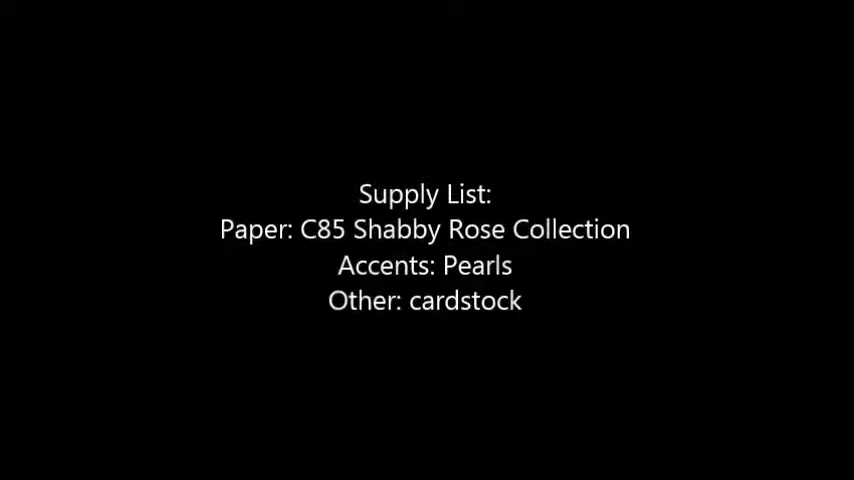 Supply List:
Paper: C85 Shabby Rose Collection
Accents: Pearls
Other: cardstock